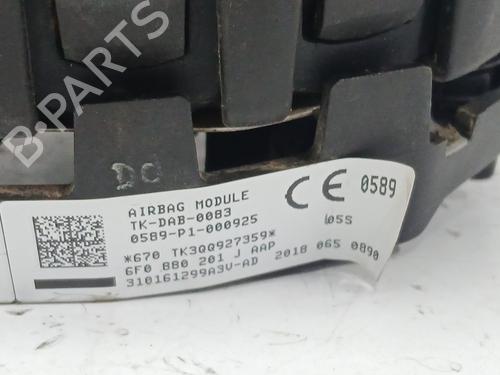 B-PARTS
DC
AIRBAG MODULE
TK-DAB-0083
0589-P1-000925
CE 0589
*670 TK3QQ927359*
6F0 880 201 J AAP
310161299A3V-AD 2018 065 0890